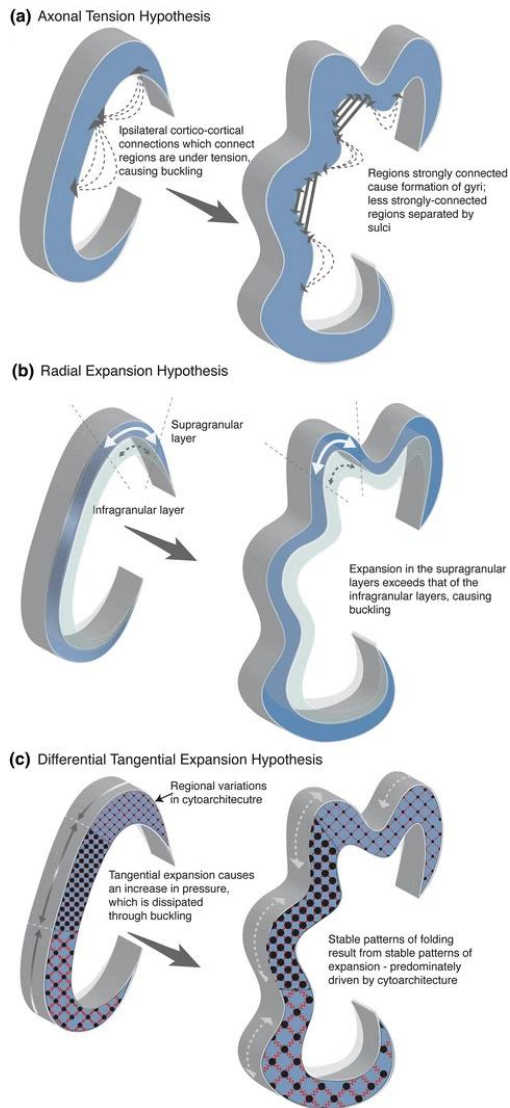 (a) Axonal Tension Hypothesis
Ipsilateral cortico-cortical
connections which connect
regions are under tension,
causing buckling
Regions strongly connected
cause formation of gyri;
less strongly-connected
regions separated by
sulci
(b) Radial Expansion Hypothesis
Supragranular
layer
Infragranular layer
Expansion in the supragranular
layers exceeds that of the
infragranular layers, causing
buckling
(c) Differential Tangential Expansion Hypothesis
Regional variations
in cytoarchitecutre
Tangential expansion causes
an increase in pressure,
which is dissipated
through buckling
Stable patterns of folding
result from stable patterns of
expansion - predominately
driven by cytoarchitecture